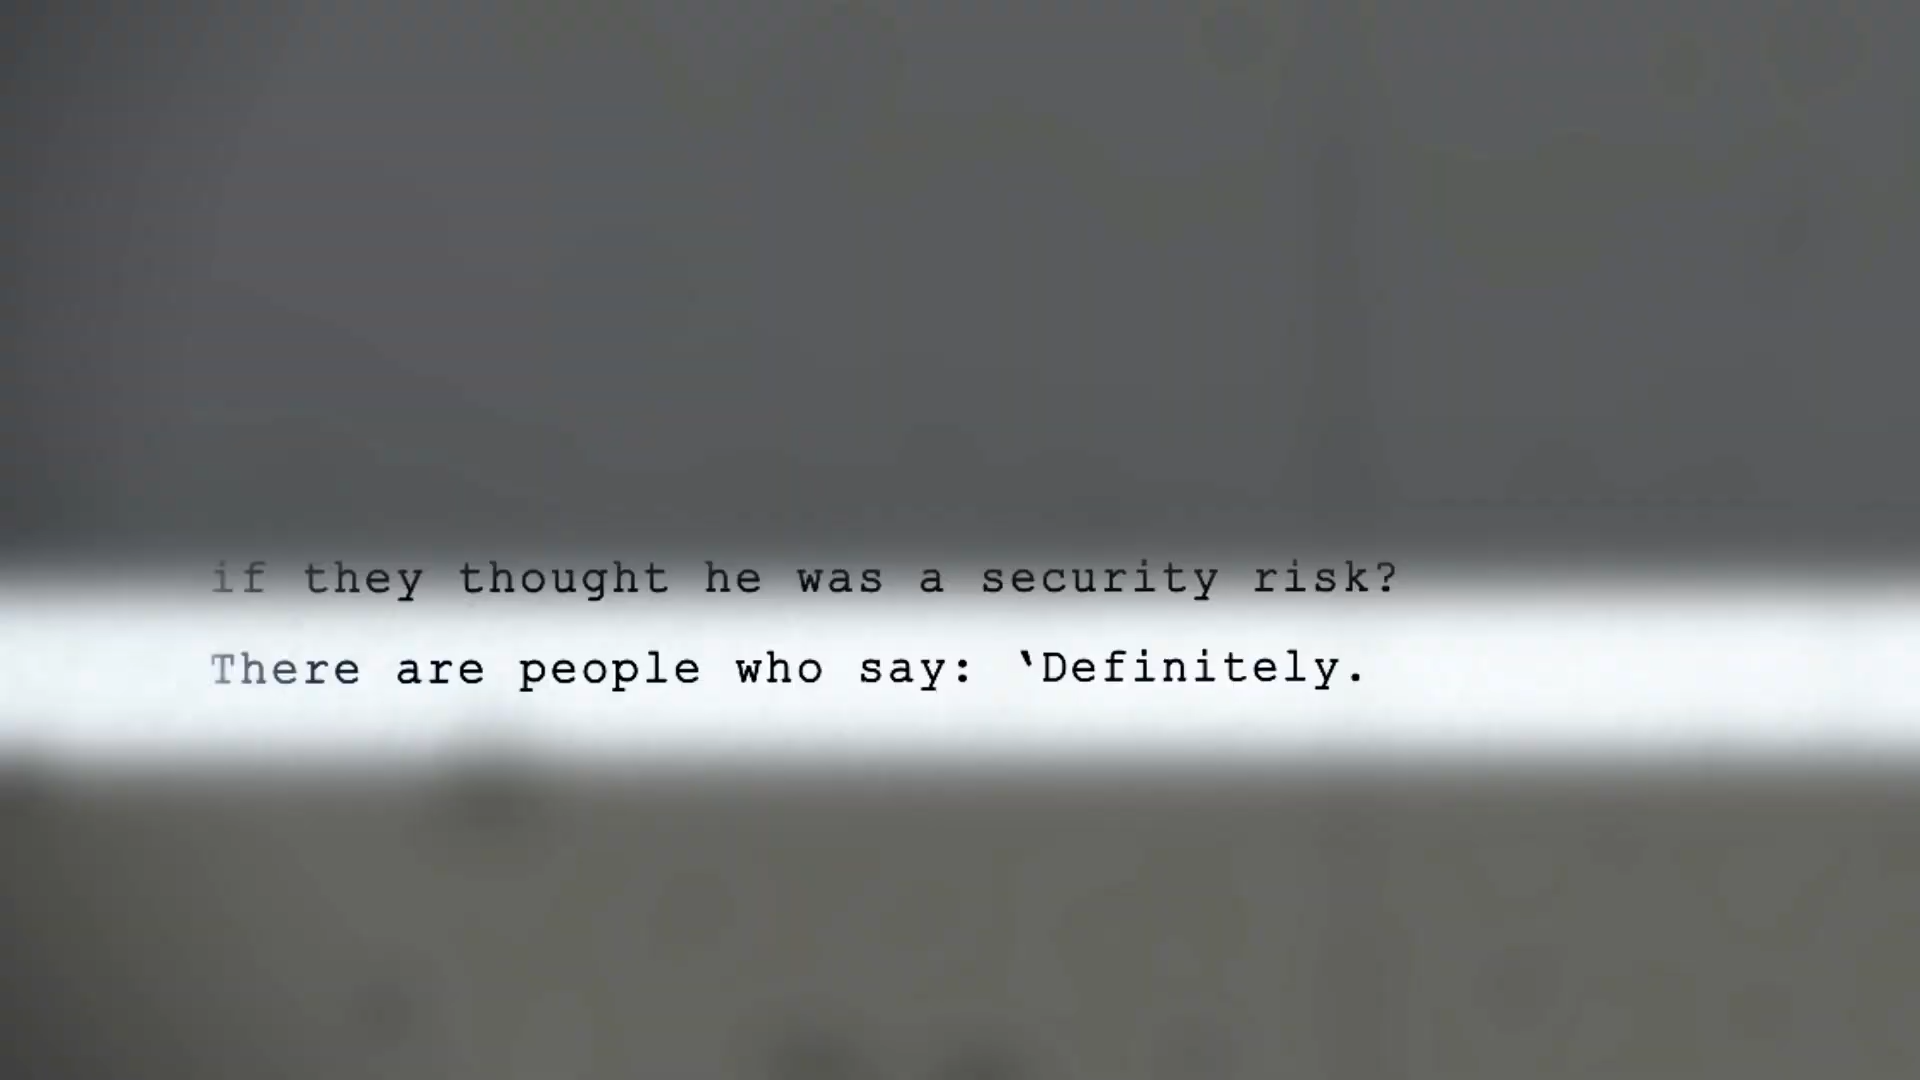 if they thought he was a security risk?
There are people who say: ‘Definitely.